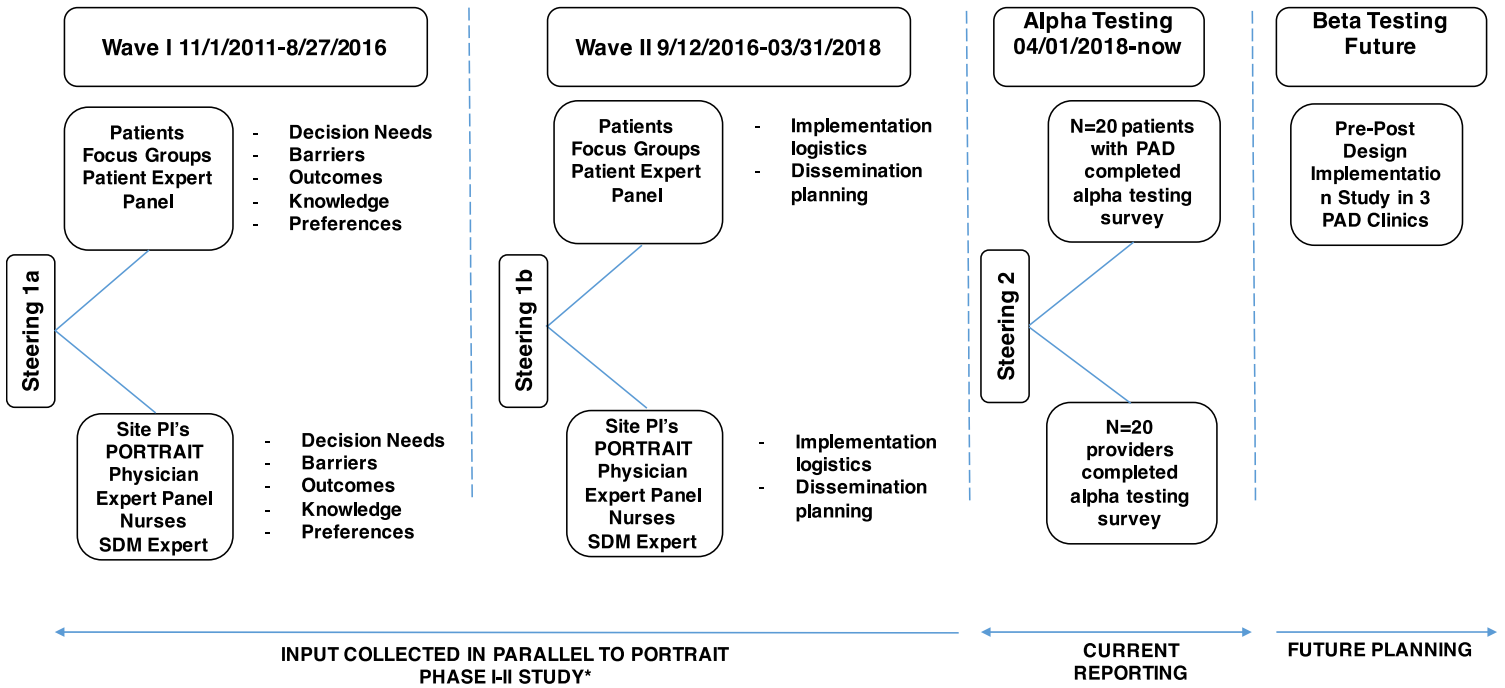 Wave I 11/1/2011-8/27/2016
Patients
Focus Groups
Patient Expert
Panel
- Decision Needs
- Barriers
- Outcomes
- Knowledge
- Preferences
Steering 1a
Site PI's
PORTRAIT
Physician
Expert Panel
Nurses
SDM Expert
- Decision Needs
- Barriers
- Outcomes
- Knowledge
- Preferences
Wave II 9/12/2016-03/31/2018
Patients
Focus Groups
Patient Expert
Panel
- Implementation
logistics
- Dissemination
planning
Steering 1b
Site PI's
PORTRAIT
Physician
Expert Panel
Nurses
SDM Expert
- Implementation
logistics
- Dissemination
planning
Alpha Testing
04/01/2018-now
N=20 patients
with PAD
completed
alpha testing
survey
Steering 2
N=20
providers
completed
alpha testing
survey
Beta Testing
Future
Pre-Post
Design
Implementatio
n Study in 3
PAD Clinics
INPUT COLLECTED IN PARALLEL TO PORTRAIT
PHASE I-II STUDY*
CURRENT
REPORTING
FUTURE PLANNING